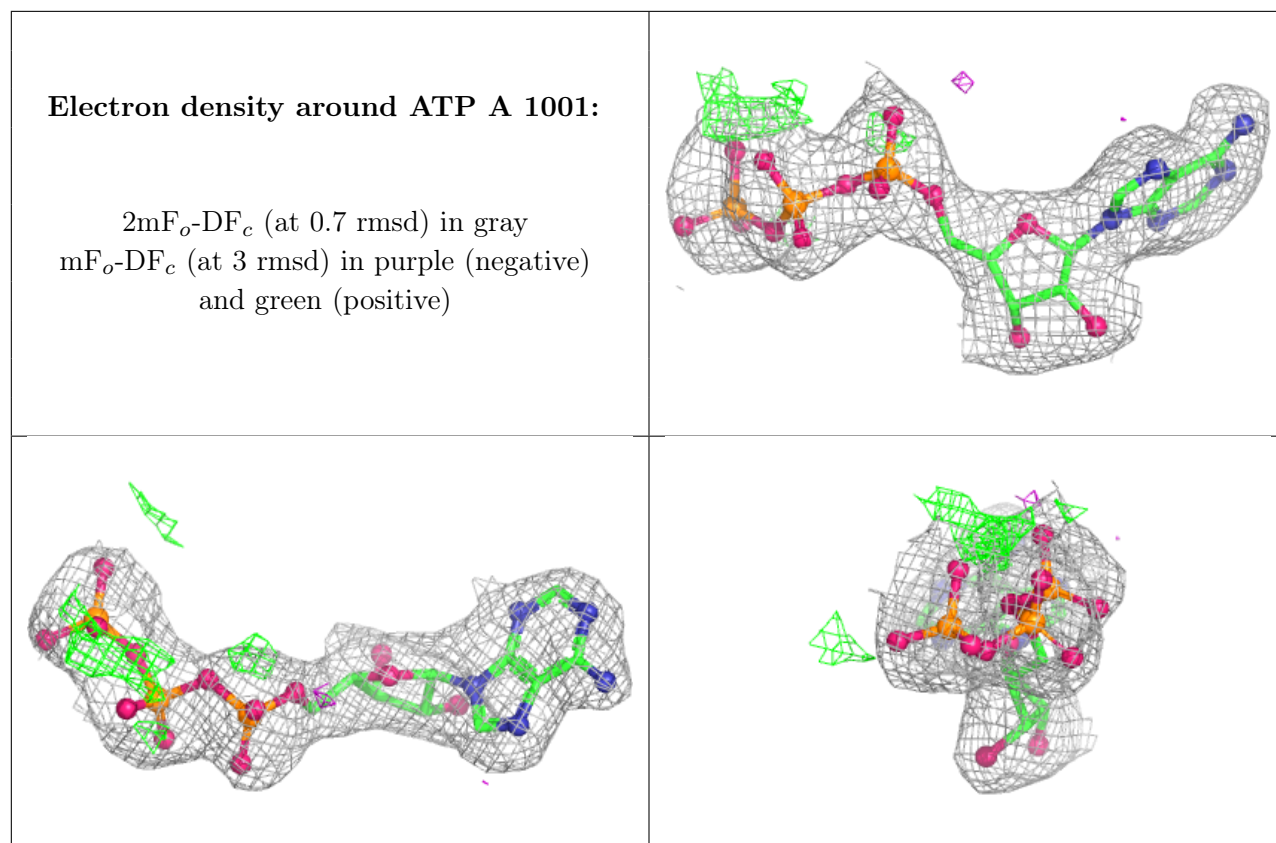 Electron density around ATP A 1001:
2mFo-DFc (at 0.7 rmsd) in gray
mFo-DFc (at 3 rmsd) in purple (negative)
and green (positive)